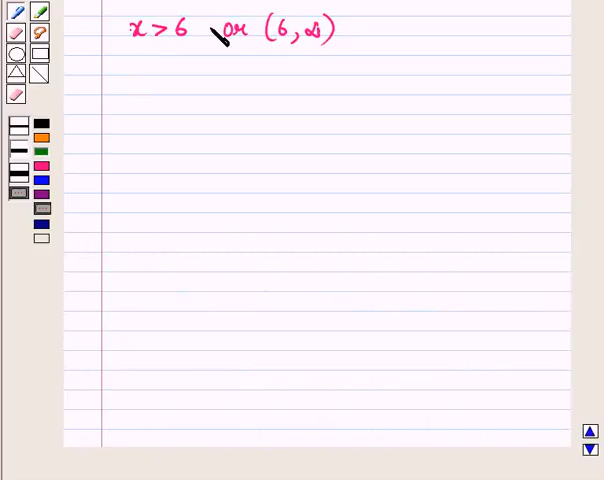 x > 6 or (6, ∞)